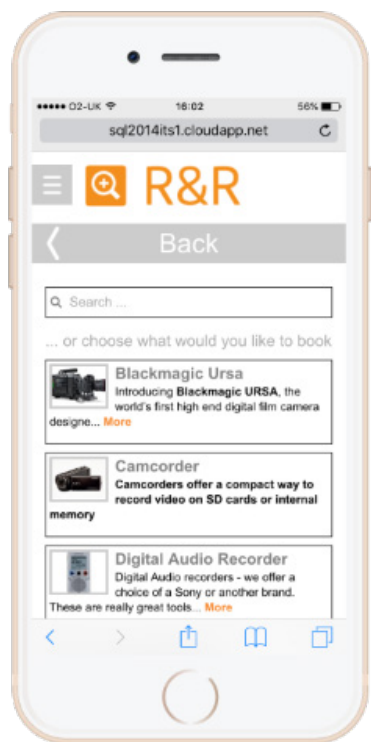 O2-UK 16:02 56%
sql2014its1.cloudapp.net
R&R
Back
Search ...
... or choose what would you like to book
Blackmagic Ursa
Introducing Blackmagic URSA, the
world's first high end digital film camera
designe... More
Camcorder
Camcorders offer a compact way to
record video on SD cards or internal
memory
Digital Audio Recorder
Digital Audio recorders - we offer a
choice of a Sony or another brand.
These are really great tools... More